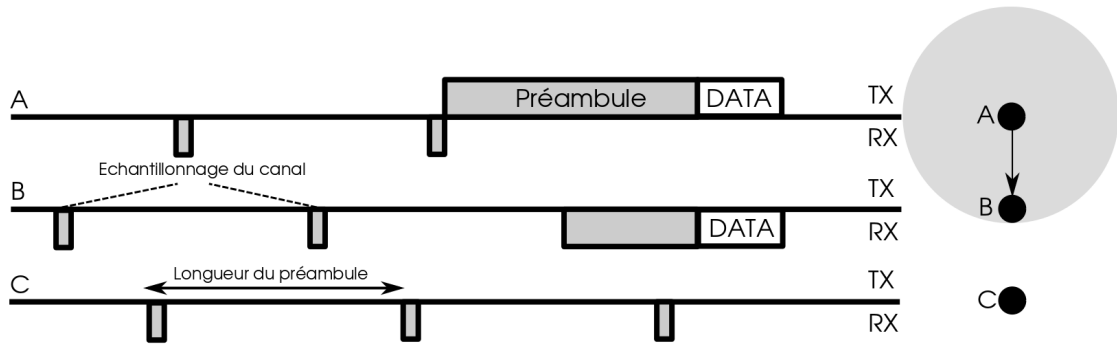 A
Préambule
DATA
TX
RX
A
Echantillonnage du canal
B
TX
DATA
RX
B
Longueur du préambule
C
TX
RX
C